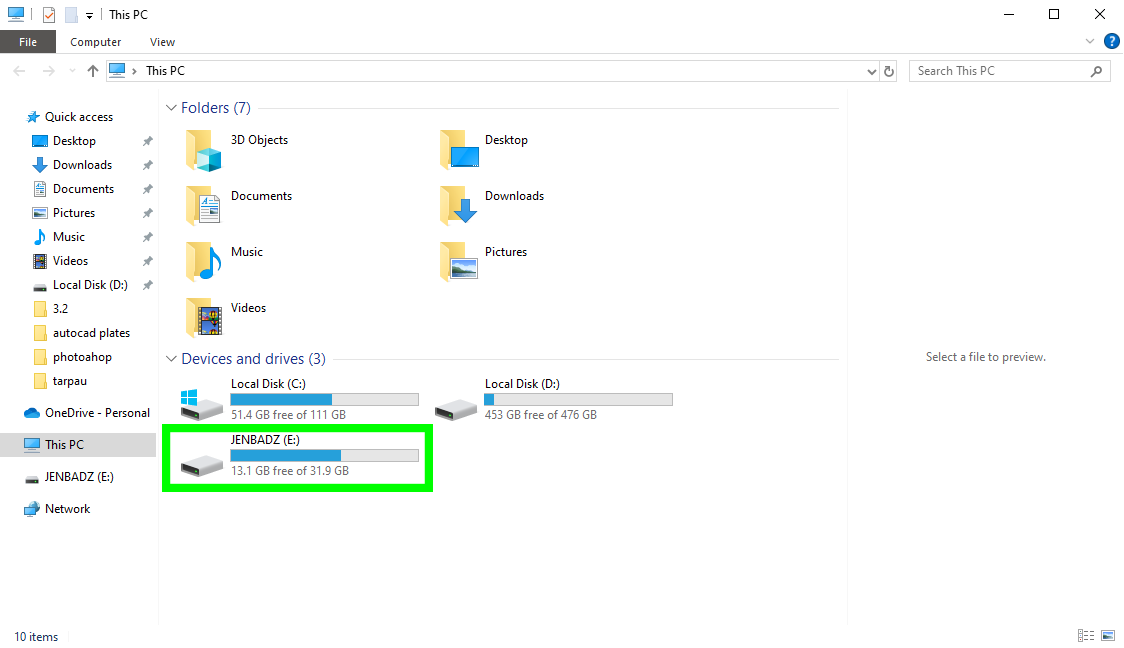 This PC
File Computer View
?
This PC
Search This PC
Quick access
Desktop
Downloads
Documents
Pictures
Music
Videos
Local Disk (D:)
3.2
autocad plates
photoahop
tarpau
OneDrive - Personal
This PC
JENBADZ (E:)
Network
Folders (7)
3D Objects
Desktop
Documents
Downloads
Music
Pictures
Videos
Devices and drives (3)
Local Disk (C:)
51.4 GB free of 111 GB
Local Disk (D:)
453 GB free of 476 GB
JENBADZ (E:)
13.1 GB free of 31.9 GB
Select a file to preview.
10 items